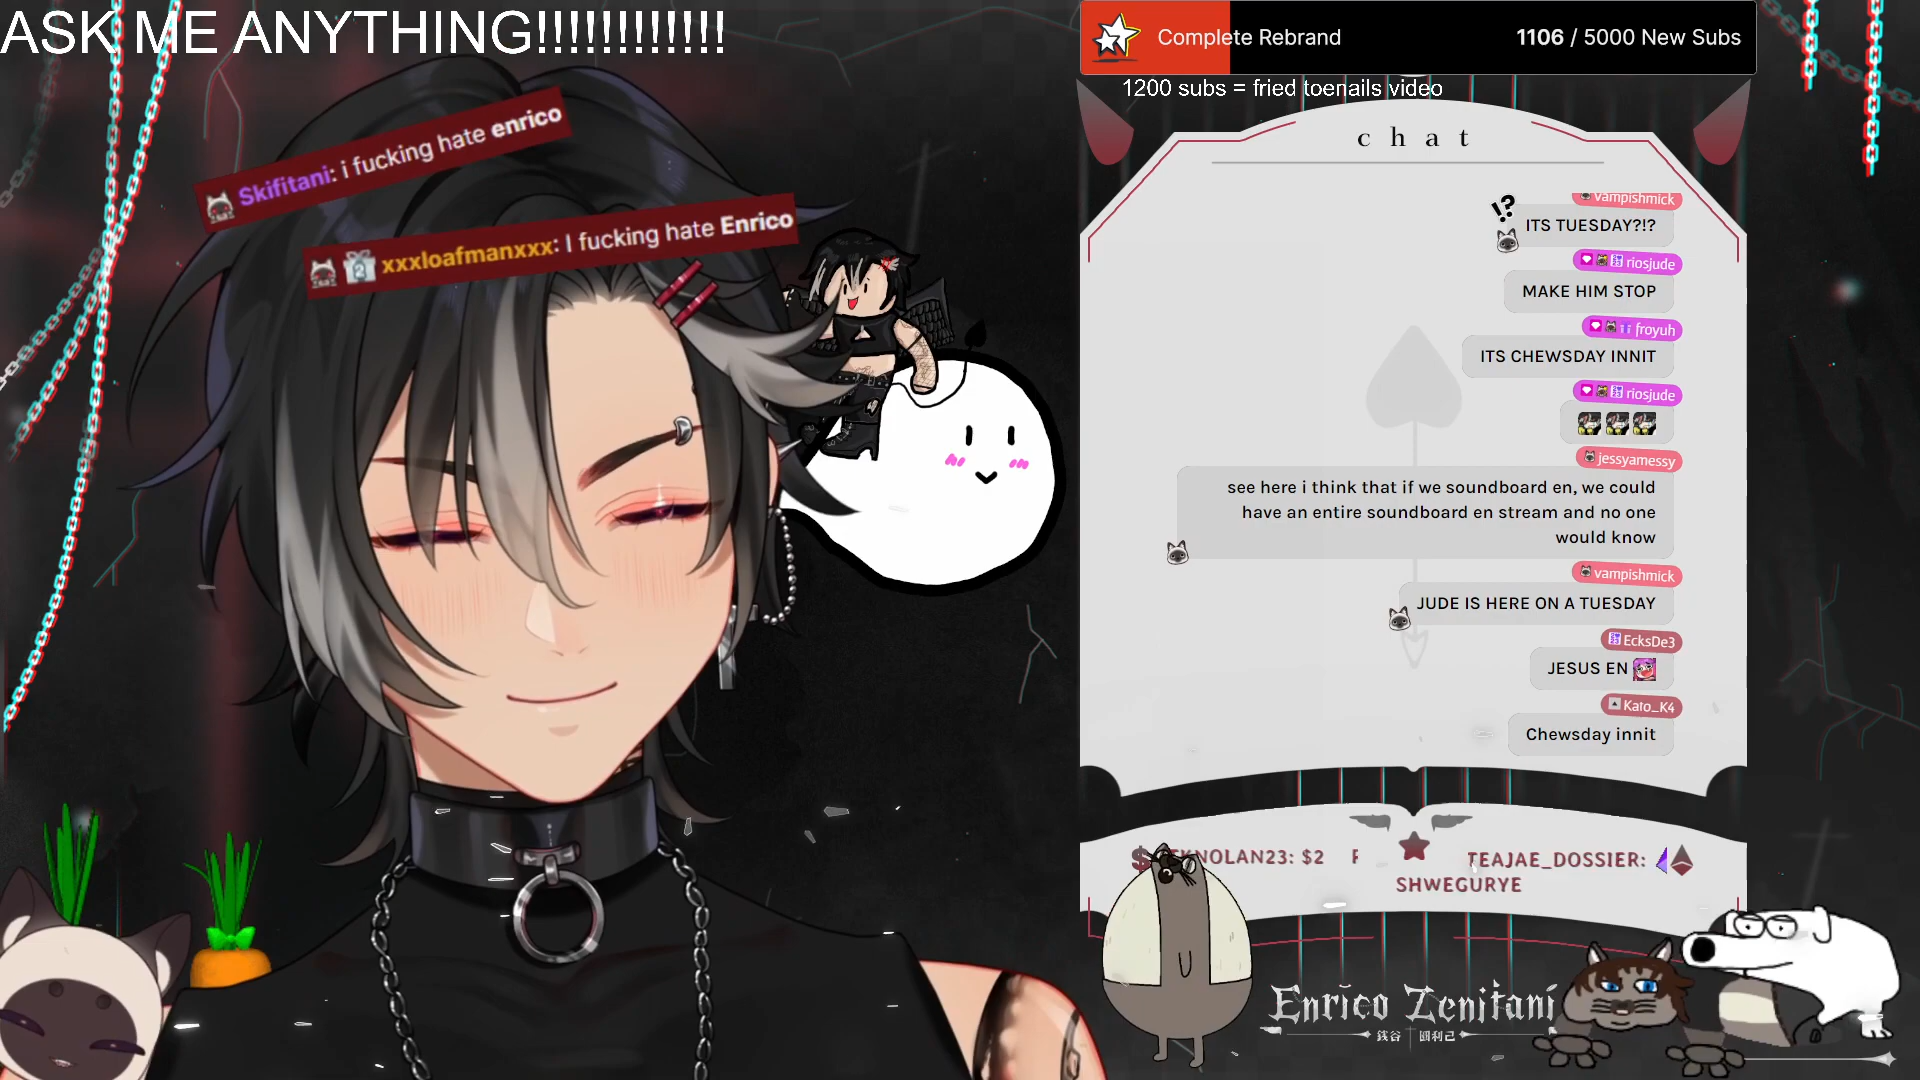 ASK ME ANYTHING!!!!!!!!!!!!
Skifitani: i fucking hate enrico
xxxloafmanxxx: I fucking hate Enrico
Complete Rebrand
1106 / 5000 New Subs
1200 subs = fried toenails video
chat
vampishmick
!?
ITS TUESDAY?!?
riosjude
MAKE HIM STOP
froyuh
ITS CHEWSDAY INNIT
riosjude
jessyamessy
see here i think that if we soundboard en, we could
have an entire soundboard en stream and no one
would know
vampishmick
JUDE IS HERE ON A TUESDAY
EcksDe3
JESUS EN
Kato_K4
Chewsday innit
KNOLAN23: $2
TEAJAE_DOSSIER:
SHWEGURYE
Enrico Zenitani